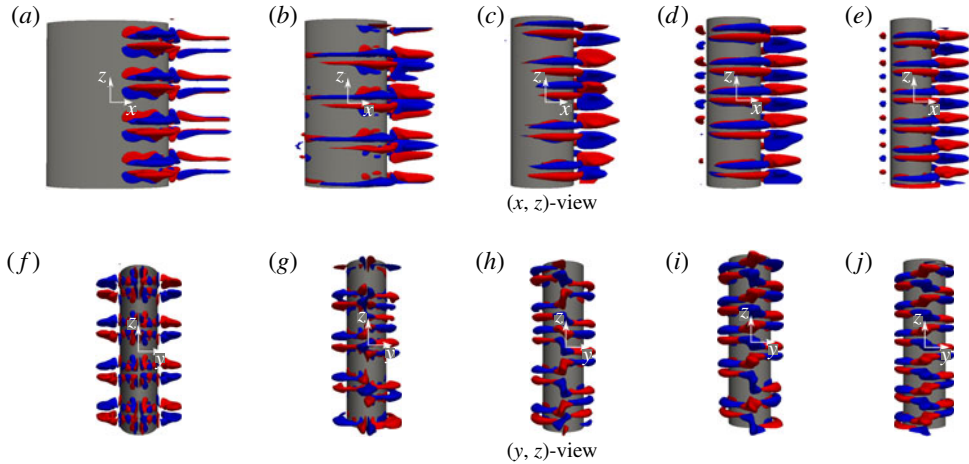 (a) (b) (c) (d) (e)
z z z z z
x x x x x
(x, z)-view
(f) (g) (h) (i) (j)
z z z z z
y y y y y
(y, z)-view